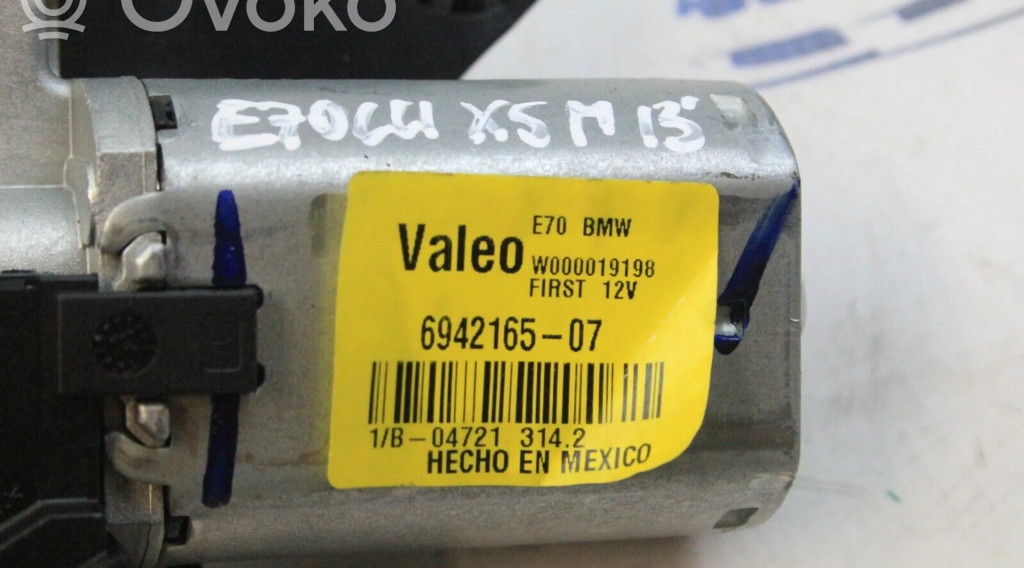 Ovoko
E70 X5 M 13'
Valeo
E70 BMW
W000019198
FIRST 12V
6942165-07
1/B-04721 314.2
HECHO EN MEXICO